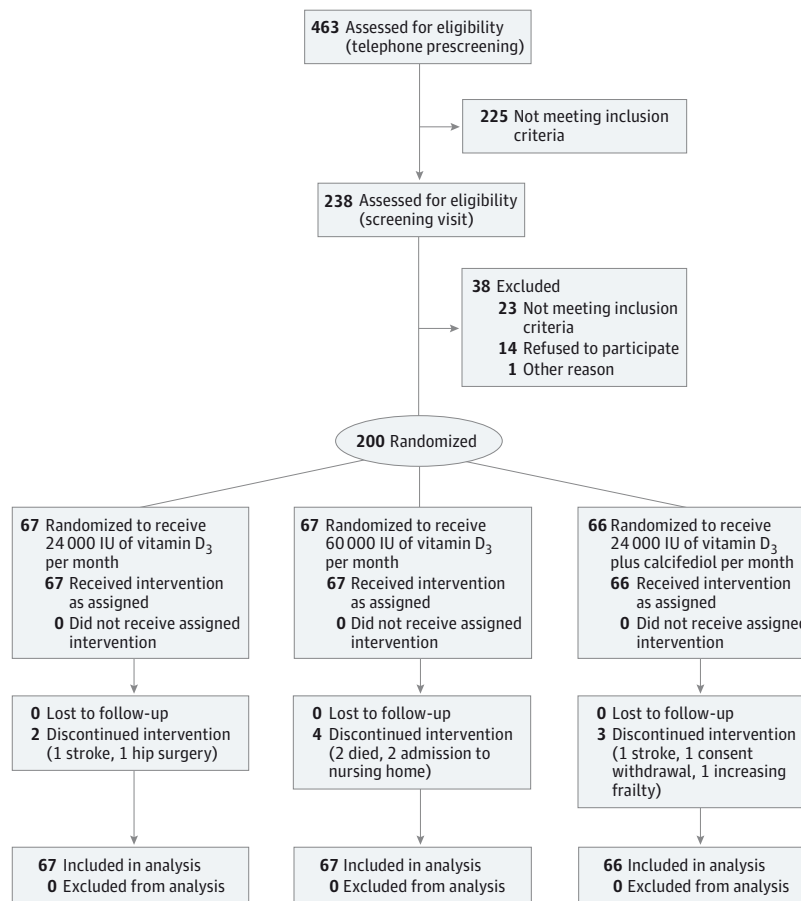 463 Assessed for eligibility
(telephone prescreening)
225 Not meeting inclusion
criteria
238 Assessed for eligibility
(screening visit)
38 Excluded
23 Not meeting inclusion
criteria
14 Refused to participate
1 Other reason
200 Randomized
67 Randomized to receive
24 000 IU of vitamin D3
per month
67 Received intervention
as assigned
0 Did not receive assigned
intervention
67 Randomized to receive
60 000 IU of vitamin D3
per month
67 Received intervention
as assigned
0 Did not receive assigned
intervention
66 Randomized to receive
24 000 IU of vitamin D3
plus calcifediol per month
66 Received intervention
as assigned
0 Did not receive assigned
intervention
0 Lost to follow-up
2 Discontinued intervention
(1 stroke, 1 hip surgery)
0 Lost to follow-up
4 Discontinued intervention
(2 died, 2 admission to
nursing home)
0 Lost to follow-up
3 Discontinued intervention
(1 stroke, 1 consent
withdrawal, 1 increasing
frailty)
67 Included in analysis
0 Excluded from analysis
67 Included in analysis
0 Excluded from analysis
66 Included in analysis
0 Excluded from analysis